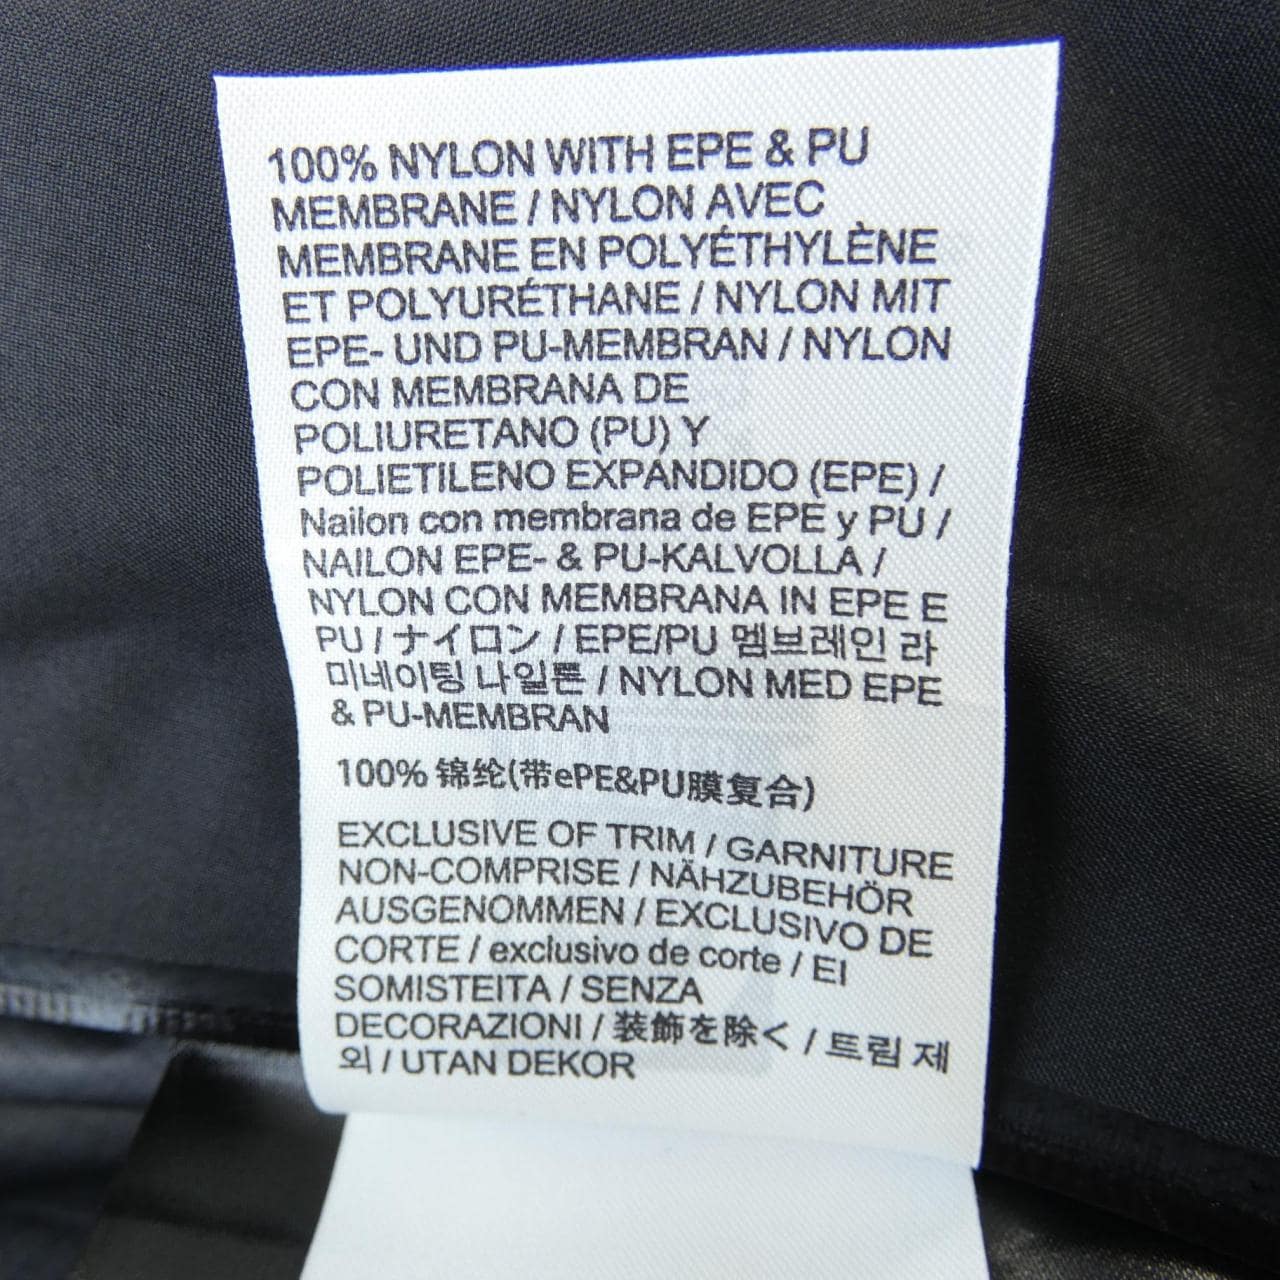 100% NYLON WITH EPE & PU
MEMBRANE / NYLON AVEC
MEMBRANE EN POLYÉTHYLÈNE
ET POLYURÉTHANE / NYLON MIT
EPE- UND PU-MEMBRAN / NYLON
CON MEMBRANA DE
POLIURETANO (PU) Y
POLIETILENO EXPANDIDO (EPE) /
Nailon con membrana de EPE y PU /
NAILON EPE- & PU-KALVOLLA /
NYLON CON MEMBRANA IN EPE E
PU / ナイロン / EPE/PU 멤브레인 라
미네이팅 나일론 / NYLON MED EPE
& PU-MEMBRAN
100% 锦纶(带ePE&PU膜复合)
EXCLUSIVE OF TRIM / GARNITURE
NON-COMPRISE / NÄHZUBEHÖR
AUSGENOMMEN / EXCLUSIVO DE
CORTE / exclusivo de corte / EI
SOMISTEITA / SENZA
DECORAZIONI / 装飾を除く / 트림 제
외 / UTAN DEKOR